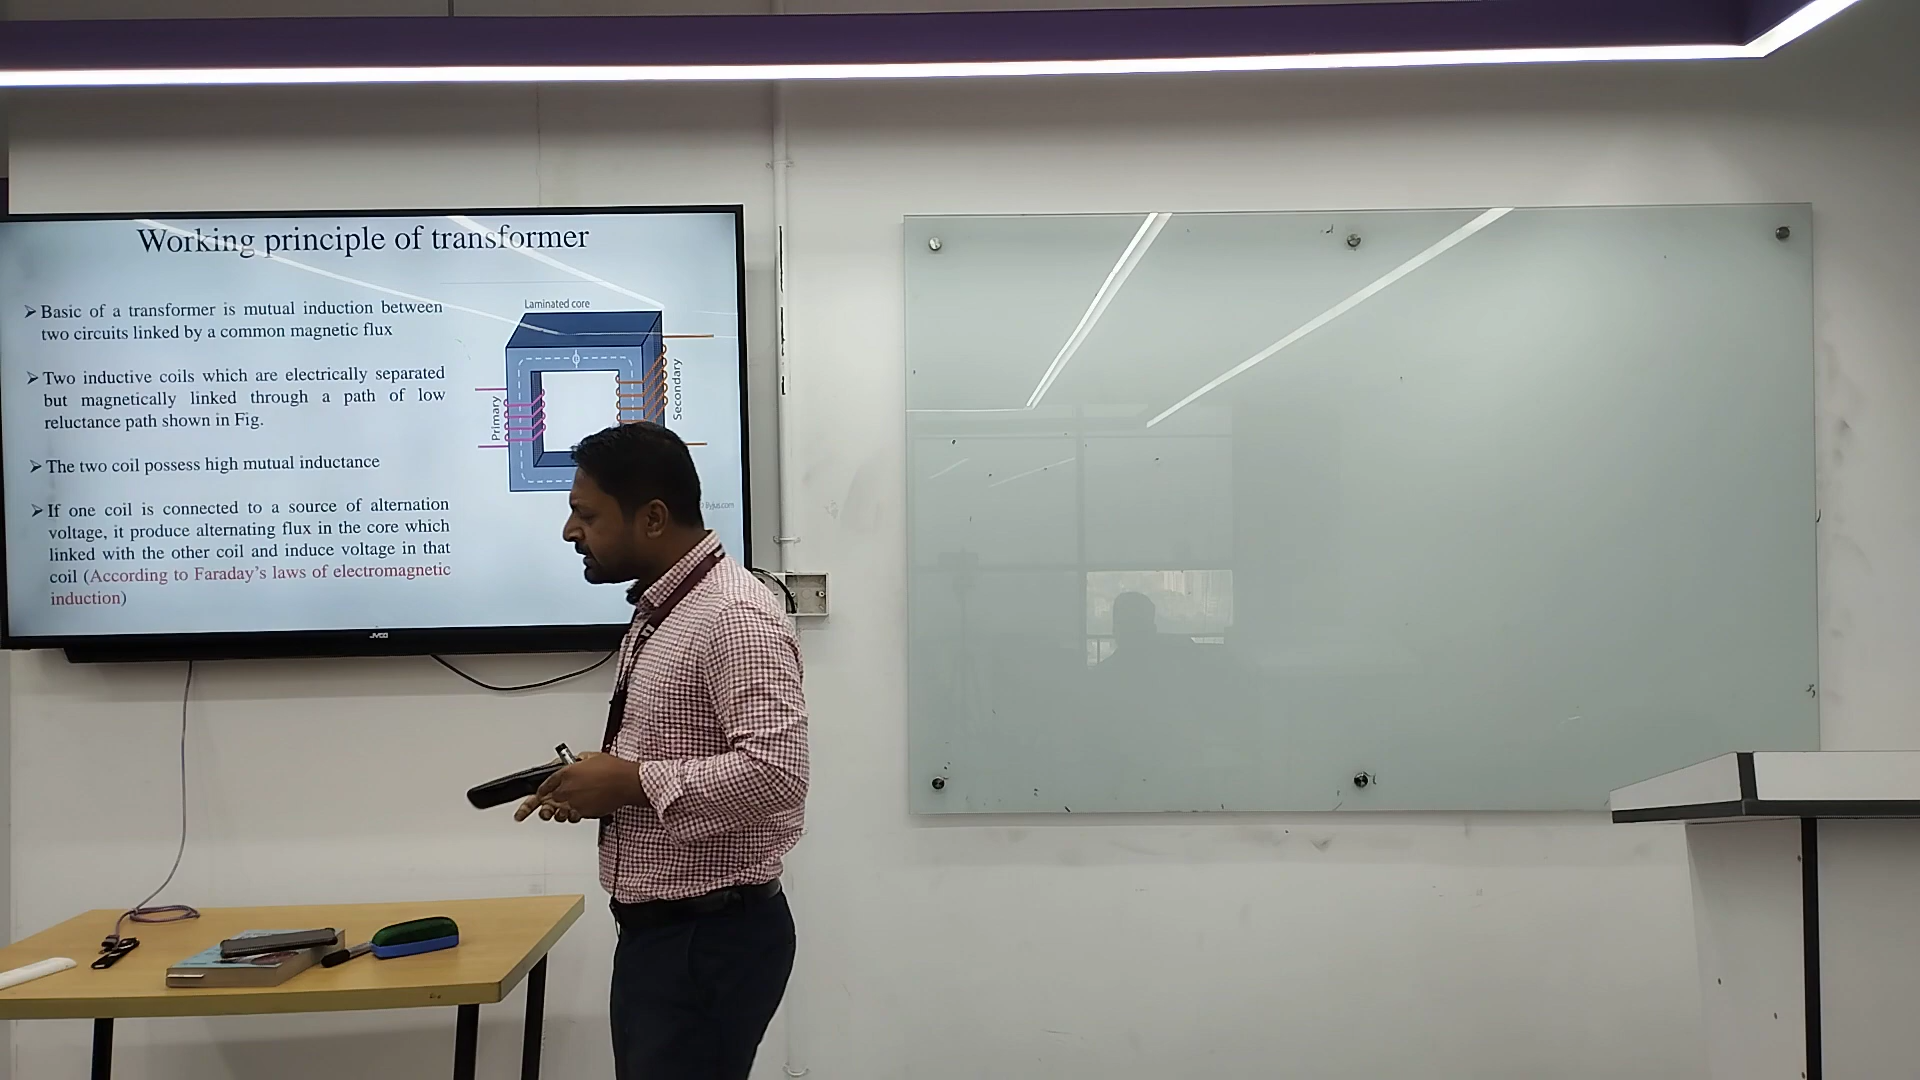 Working principle of transformer
Basic of a transformer is mutual induction between
two circuits linked by a common magnetic flux
Two inductive coils which are electrically separated
but magnetically linked through a path of low
reluctance path shown in Fig.
The two coil possess high mutual inductance
If one coil is connected to a source of alternation
voltage, it produce alternating flux in the core which
linked with the other coil and induce voltage in that
coil (According to Faraday's laws of electromagnetic
induction)
Laminated core
Primary
Secondary
Byjus.com
JVCO